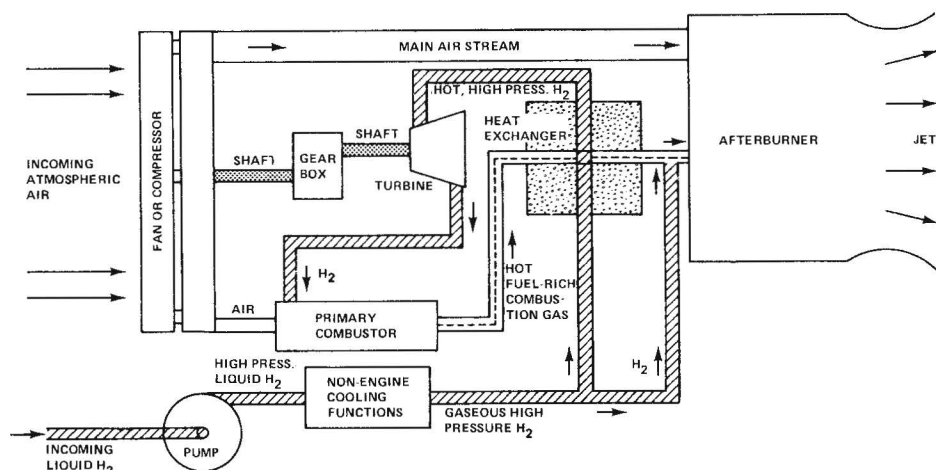 MAIN AIR STREAM
HOT, HIGH PRESS. H2
HEAT
EXCHANGER
AFTERBURNER
JET
INCOMING
ATMOSPHERIC
AIR
FAN OR COMPRESSOR
SHAFT
GEAR
BOX
SHAFT
TURBINE
H2
HOT
FUEL-RICH
COMBUS-
TION GAS
AIR
PRIMARY
COMBUSTOR
HIGH PRESS.
LIQUID H2
NON-ENGINE
COOLING
FUNCTIONS
GASEOUS HIGH
PRESSURE H2
H2
PUMP
INCOMING
LIQUID H2